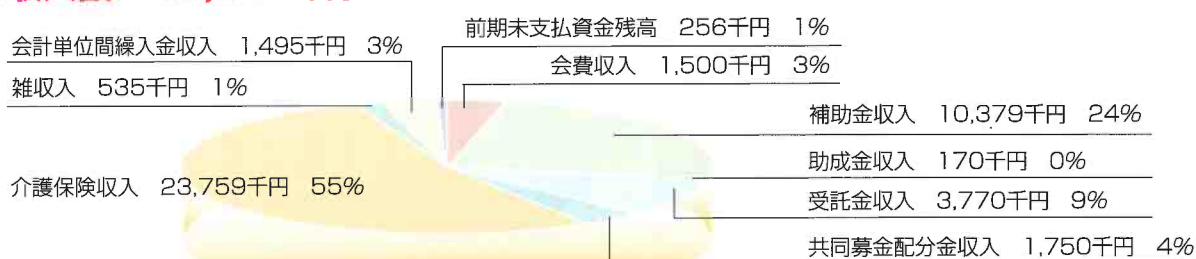 前期未支払資金残高 256千円 1%
会計単位間繰入金収入 1,495千円 3%
会費収入 1,500千円 3%
雑収入 535千円 1%
補助金収入 10,379千円 24%
助成金収入 170千円 0%
介護保険収入 23,759千円 55%
受託金収入 3,770千円 9%
共同募金配分金収入 1,750千円 4%